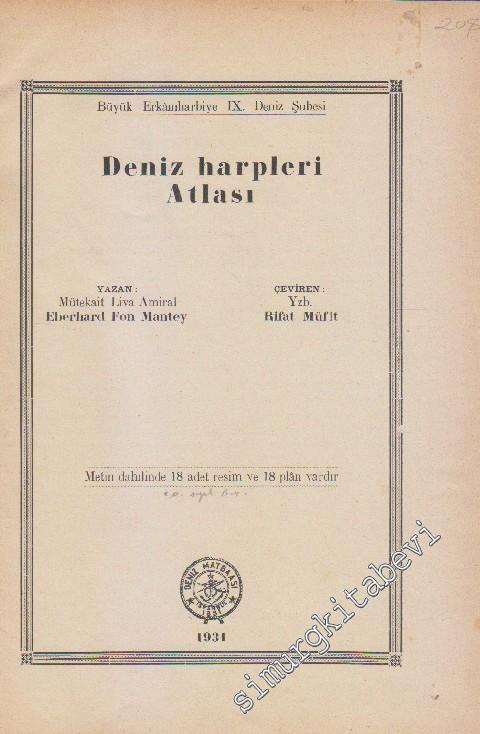 208
Büyük Erkânıharbiye IX. Deniz Şubesi
Deniz harpleri
Atlası
YAZAN :
Mütekait Liva Amiral
Eberhard Fon Mantey
ÇEVİREN :
Yzb.
Rifat Müfit
Metin dahilinde 18 adet resim ve 18 plân vardır
DENİZ MATBAASI
1931
simurgkitabevi